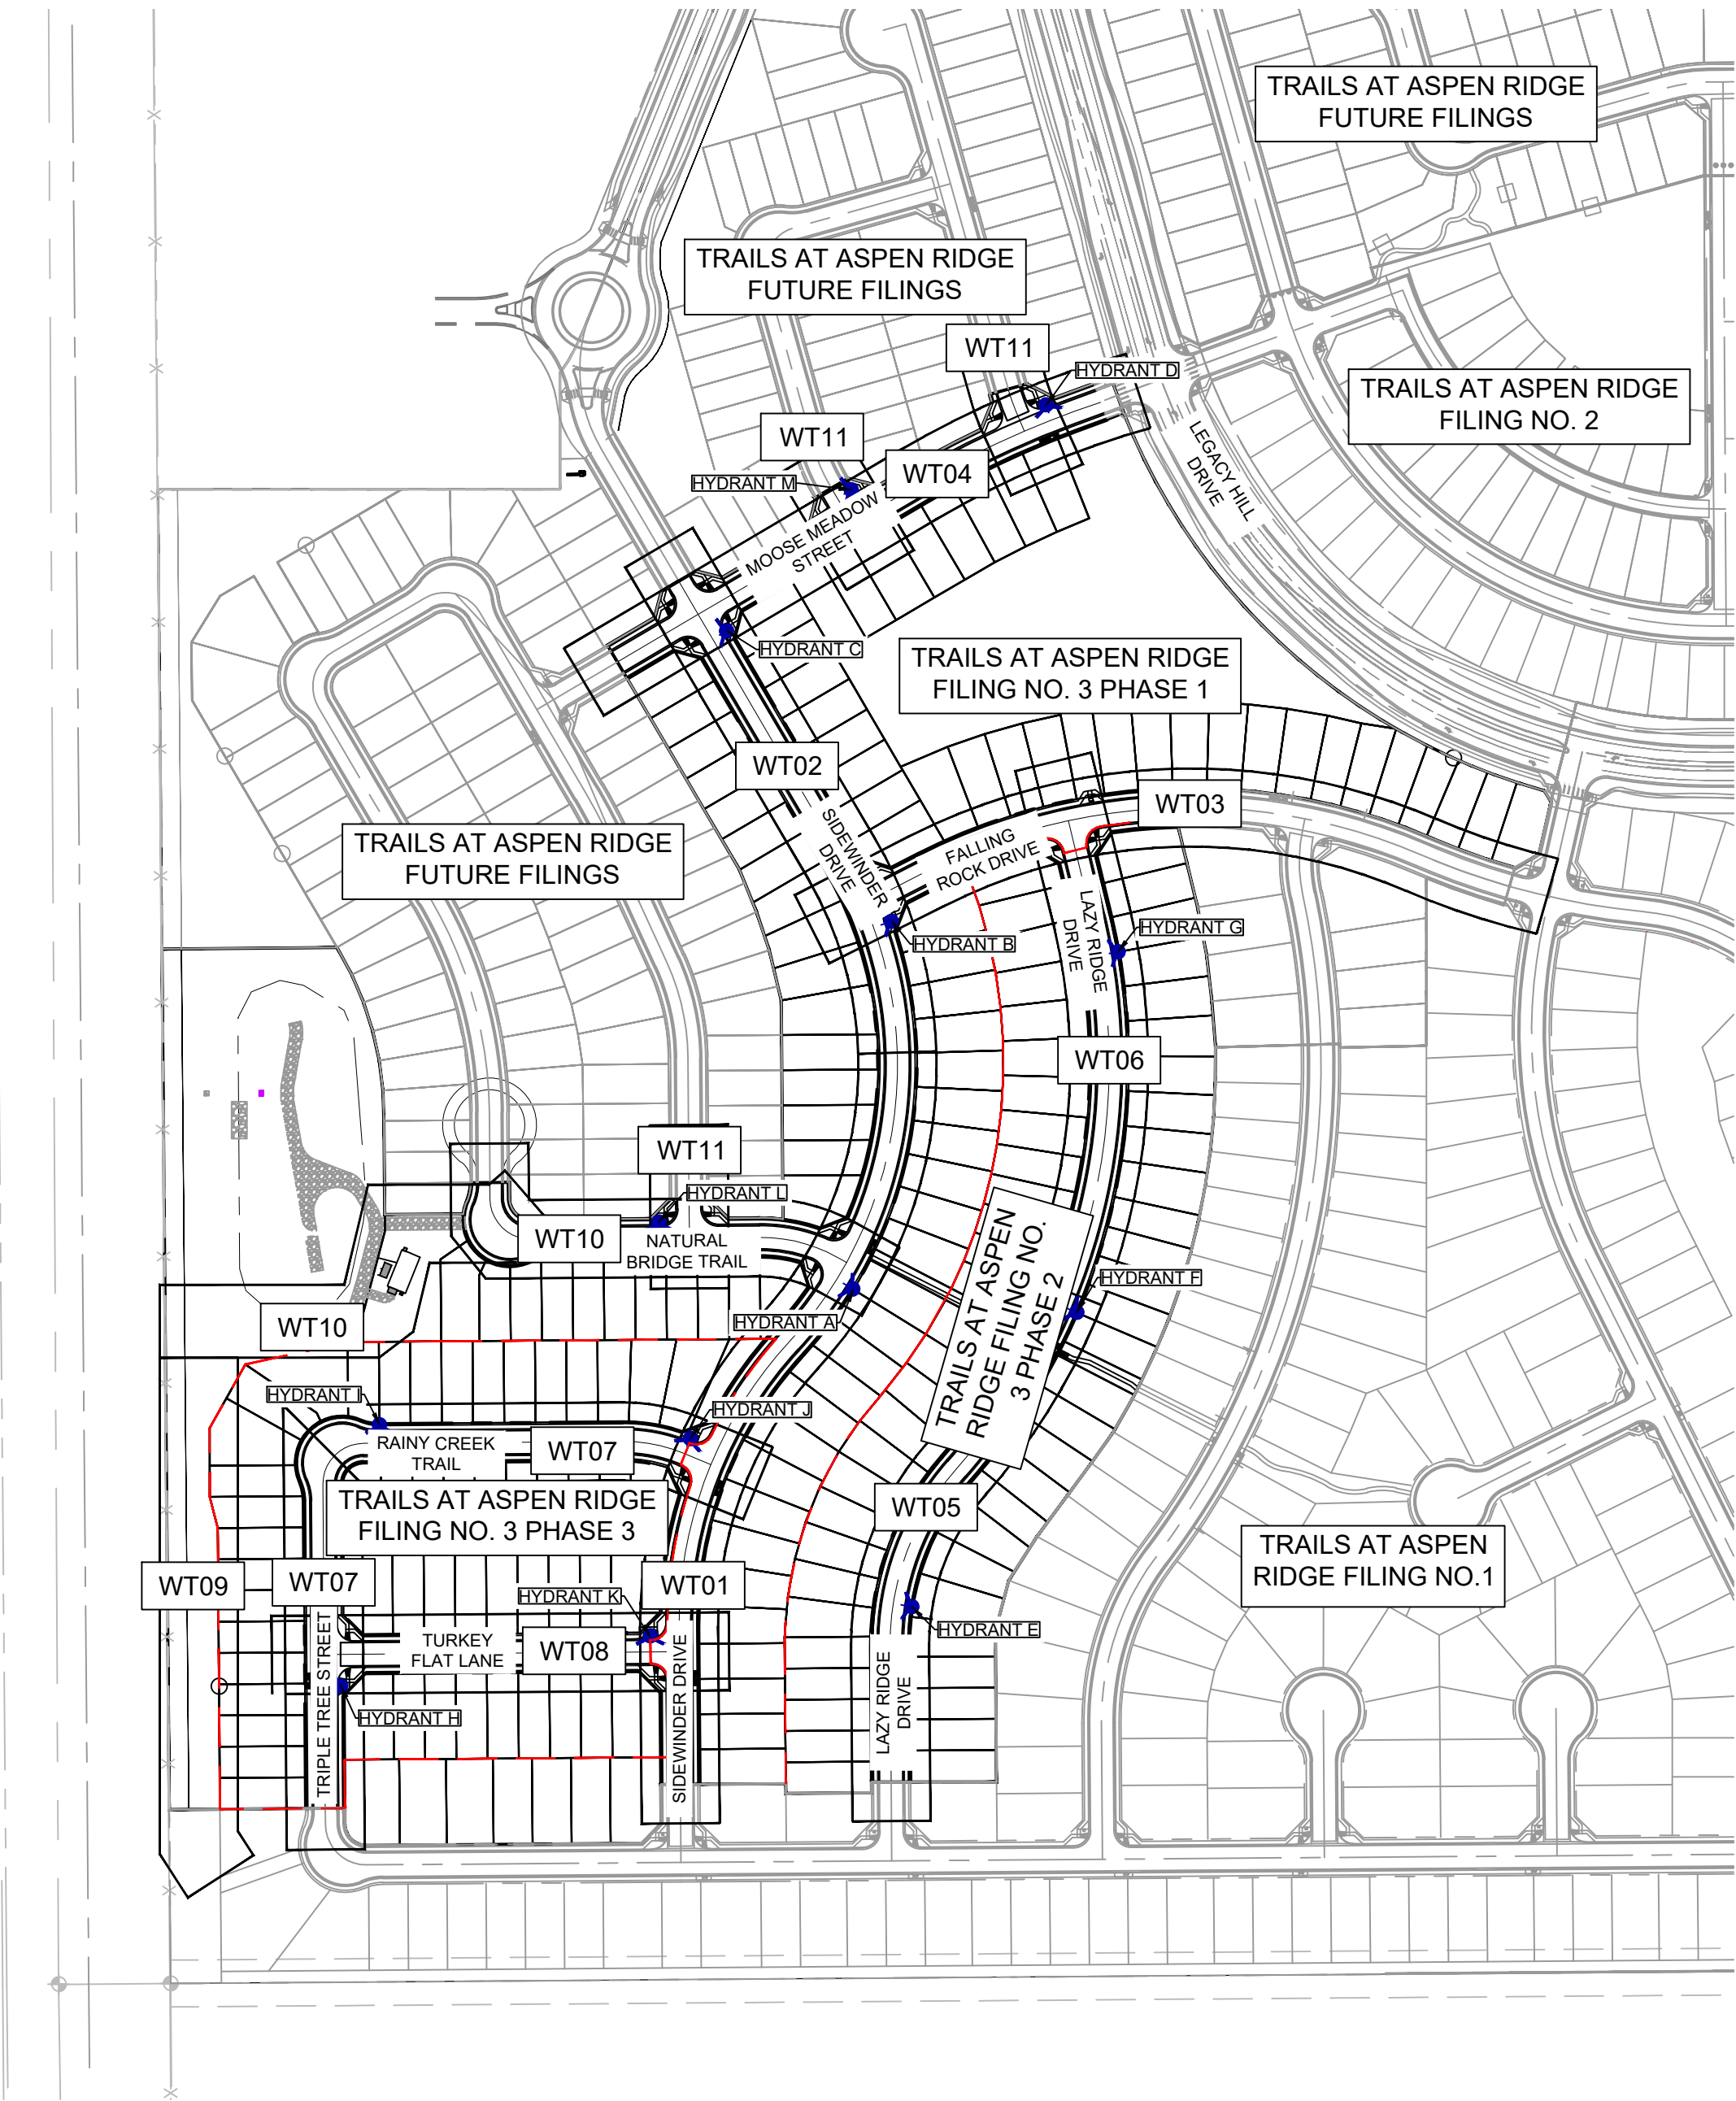 TRAILS AT ASPEN RIDGE
FUTURE FILINGS
TRAILS AT ASPEN RIDGE
FUTURE FILINGS
WT11
HYDRANT D
TRAILS AT ASPEN RIDGE
FILING NO. 2
WT11
WT04
HYDRANT M
LEGACY HILL
DRIVE
MOOSE MEADOW
STREET
HYDRANT C
TRAILS AT ASPEN RIDGE
FILING NO. 3 PHASE 1
WT02
WT03
SIDEWINDER
DRIVE
FALLING
ROCK DRIVE
TRAILS AT ASPEN RIDGE
FUTURE FILINGS
LAZY RIDGE
DRIVE
HYDRANT G
HYDRANT B
WT06
WT11
HYDRANT L
WT10
NATURAL
BRIDGE TRAIL
TRAILS AT ASPEN
RIDGE FILING NO.
3 PHASE 2
HYDRANT F
HYDRANT A
WT10
HYDRANT I
HYDRANT J
RAINY CREEK
TRAIL
WT07
TRAILS AT ASPEN RIDGE
FILING NO. 3 PHASE 3
WT05
TRAILS AT ASPEN
RIDGE FILING NO.1
WT09
WT07
HYDRANT K
WT01
HYDRANT E
TURKEY
FLAT LANE
WT08
TRIPLE TREE STREET
SIDEWINDER DRIVE
LAZY RIDGE
DRIVE
HYDRANT H